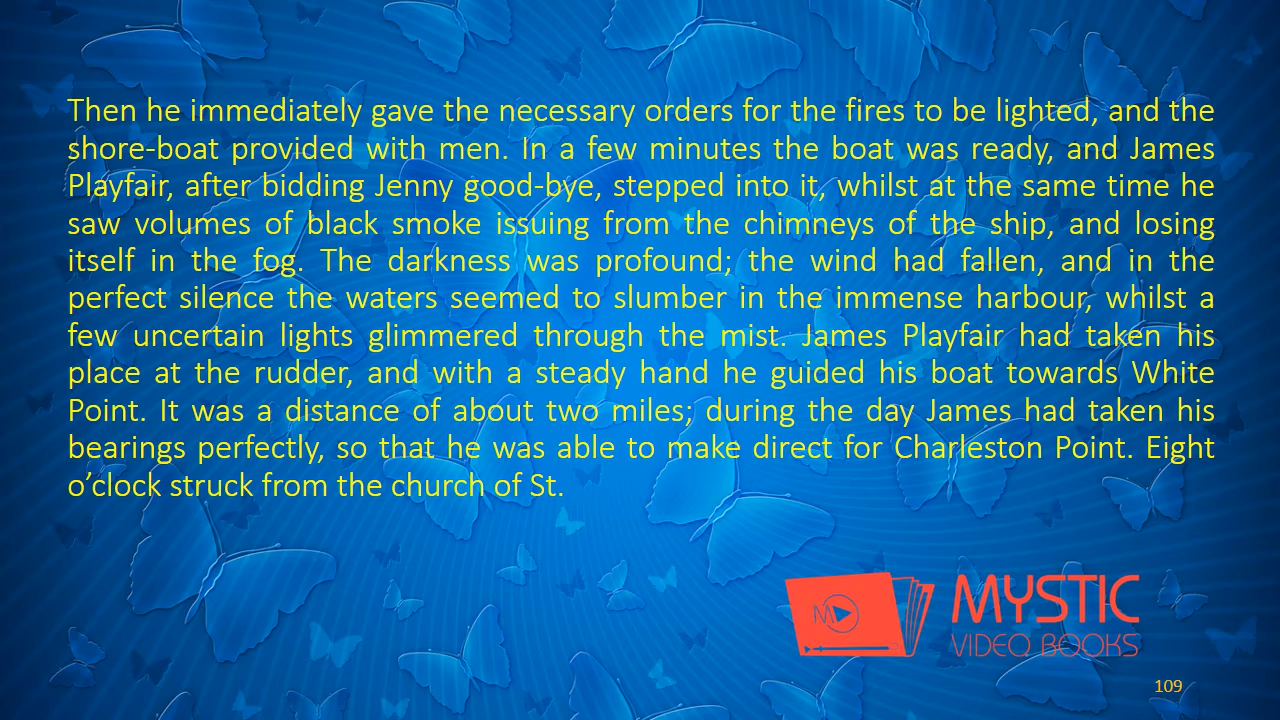 Then he immediately gave the necessary orders for the fires to be lighted, and the
shore-boat provided with men. In a few minutes the boat was ready, and James
Playfair, after bidding Jenny good-bye, stepped into it, whilst at the same time he
saw volumes of black smoke issuing from the chimneys of the ship, and losing
itself in the fog. The darkness was profound; the wind had fallen, and in the
perfect silence the waters seemed to slumber in the immense harbour, whilst a
few uncertain lights glimmered through the mist. James Playfair had taken his
place at the rudder, and with a steady hand he guided his boat towards White
Point. It was a distance of about two miles; during the day James had taken his
bearings perfectly, so that he was able to make direct for Charleston Point. Eight
o’clock struck from the church of St.
M
MYSTIC
VIDEO BOOKS
109